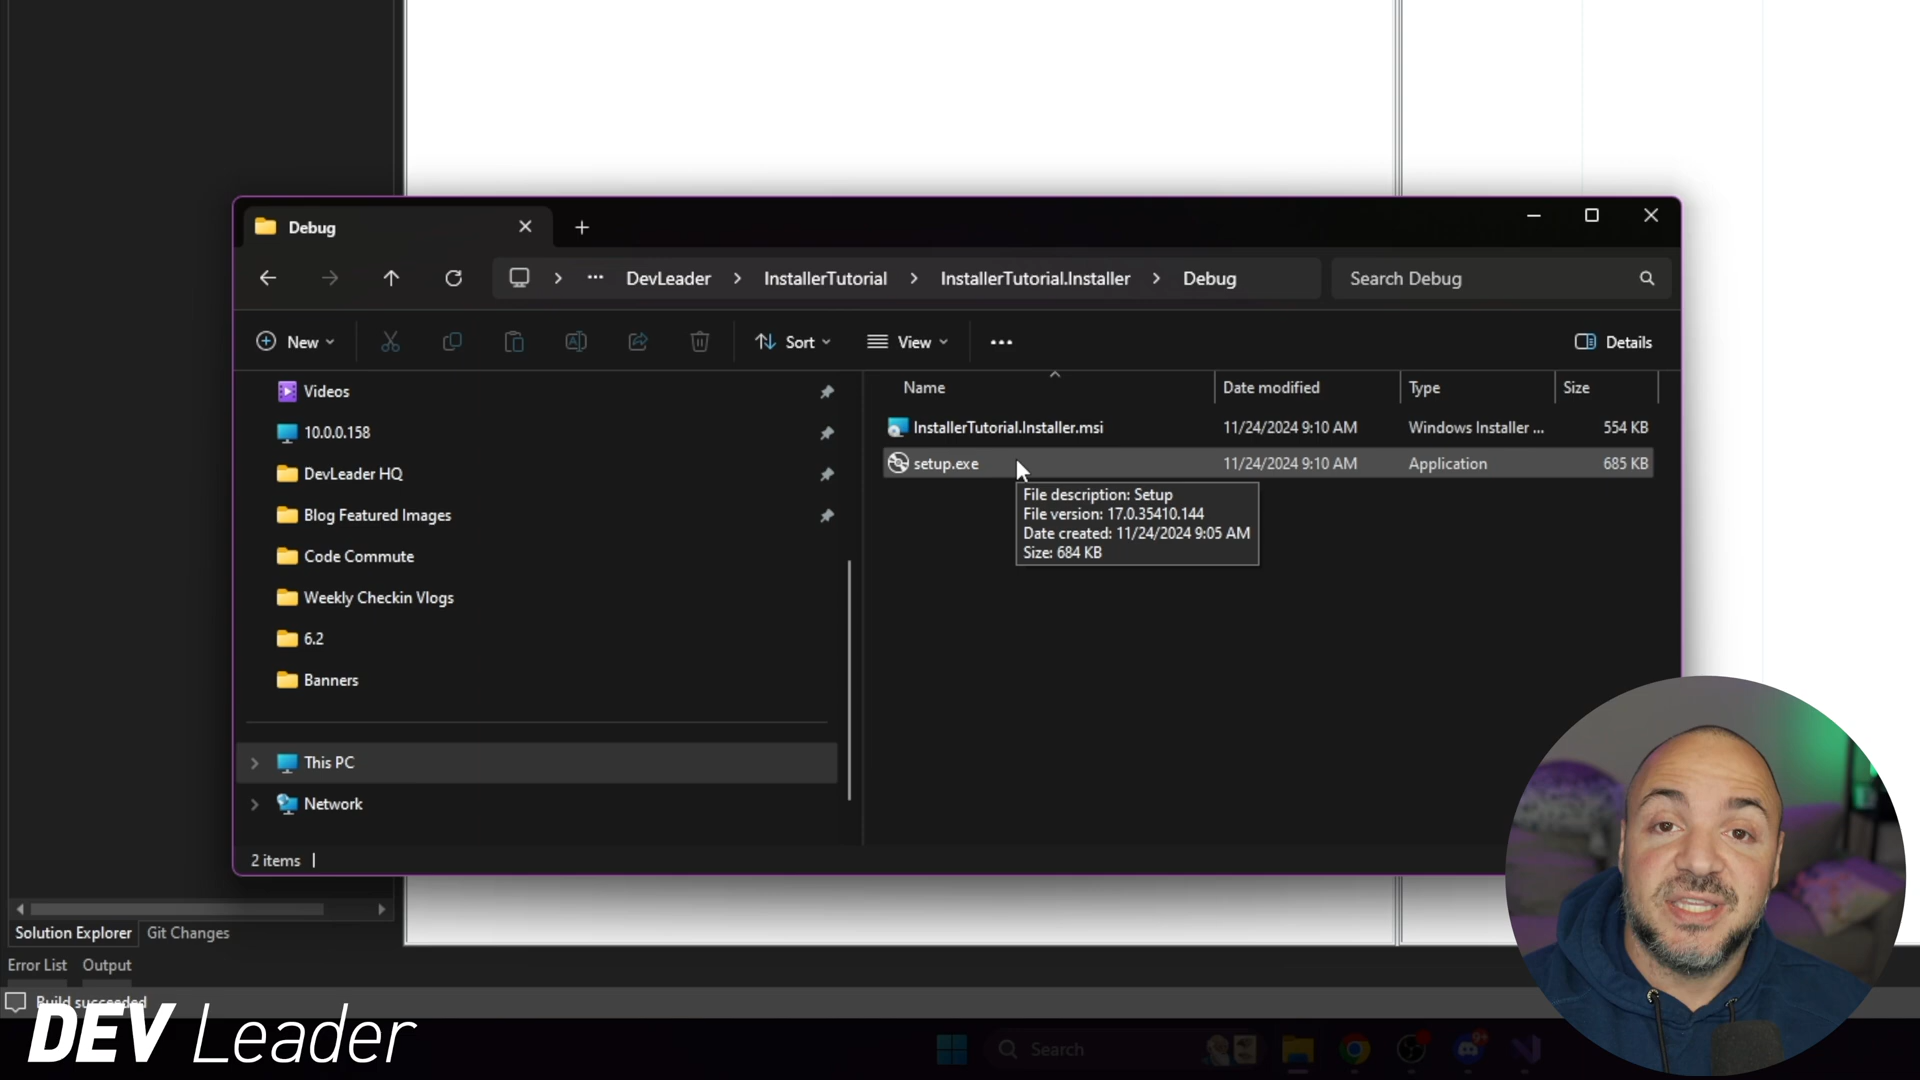 Debug
DevLeader
InstallerTutorial
InstallerTutorial.Installer
Debug
Search Debug
New
Sort
View
Details
Videos
10.0.0.158
DevLeader HQ
Blog Featured Images
Code Commute
Weekly Checkin Vlogs
6.2
Banners
This PC
Network
2 items
Name
Date modified
Type
Size
InstallerTutorial.Installer.msi
11/24/2024 9:10 AM
Windows Installer ...
554 KB
setup.exe
11/24/2024 9:10 AM
Application
685 KB
File description: Setup
File version: 17.0.35410.144
Date created: 11/24/2024 9:05 AM
Size: 684 KB
Solution Explorer
Git Changes
Error List
Output
Build succeeded
DEV Leader
Search